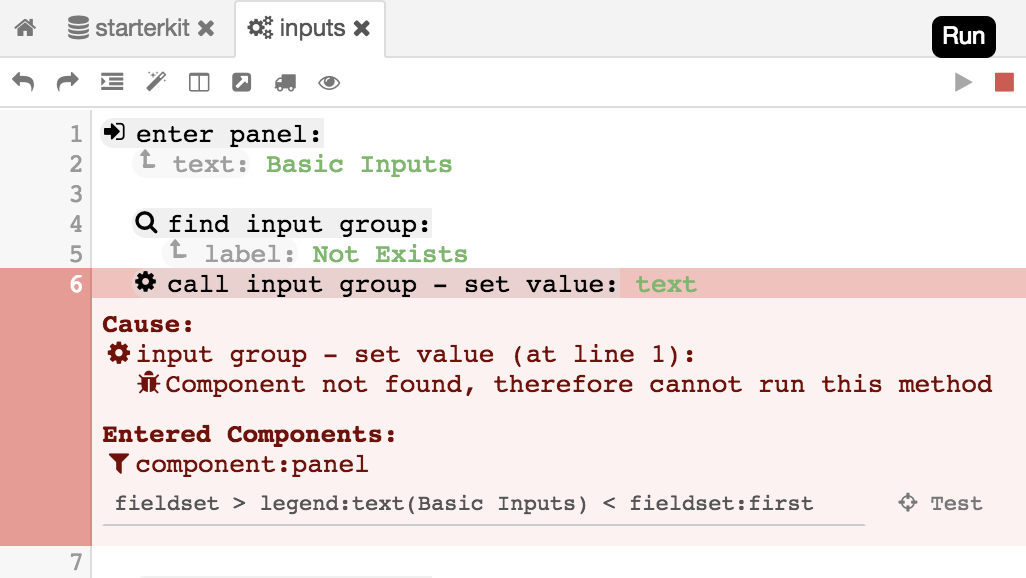 starterkit
inputs
Run
1 enter panel:
2 text: Basic Inputs
3
4 find input group:
5 label: Not Exists
6 call input group - set value: text
Cause:
input group - set value (at line 1):
Component not found, therefore cannot run this method
Entered Components:
component:panel
fieldset > legend:text(Basic Inputs) < fieldset:first Test
7